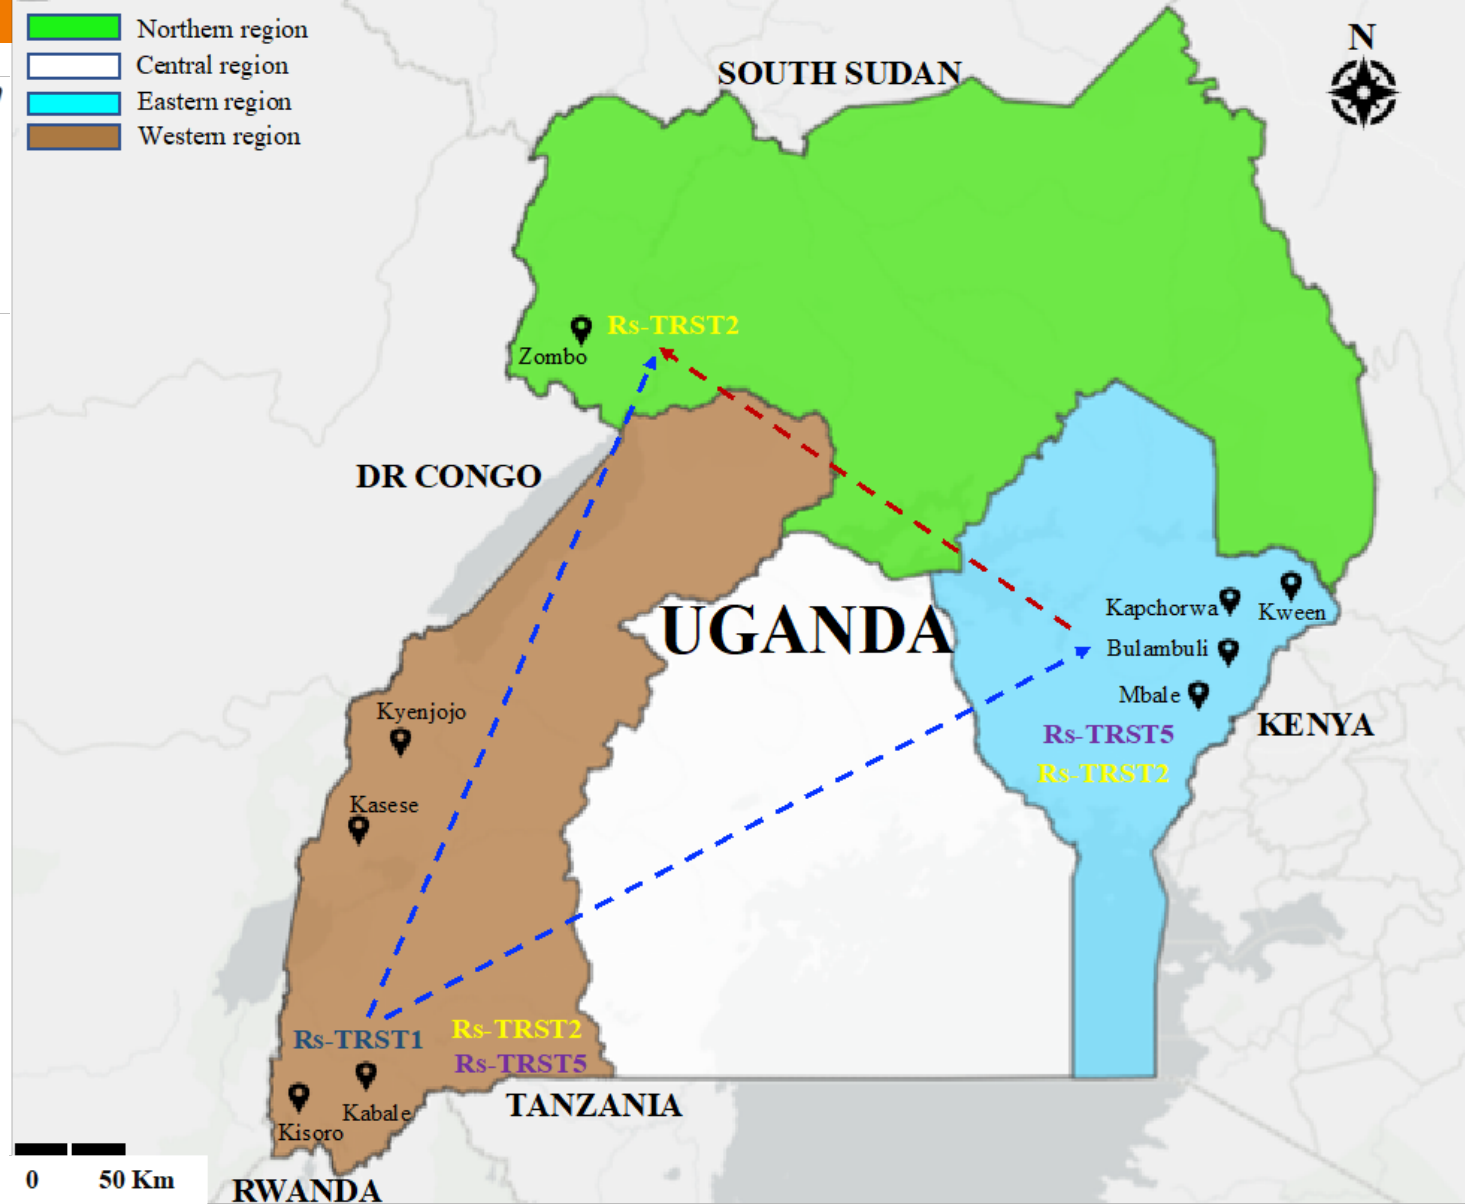 Northern region
Central region
Eastern region
Western region
N
SOUTH SUDAN
Rs-TRST2
Zombo
DR CONGO
UGANDA
Kapchorwa
Kween
Bulambuli
Mbale
Kyenjojo
KENYA
Rs-TRST5
Rs-TRST2
Kasese
Rs-TRST1
Rs-TRST2
Rs-TRST5
Kabale
Kisoro
TANZANIA
0 50 Km
RWANDA